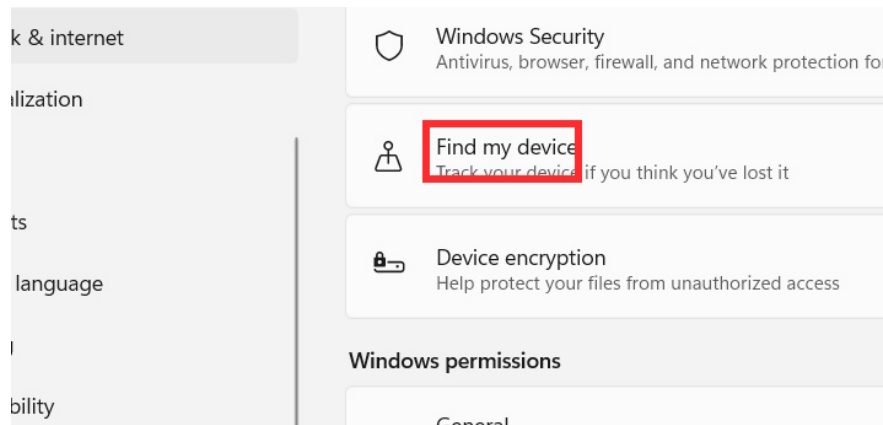 k & internet
alization
ts
language
bility
Windows Security
Antivirus, browser, firewall, and network protection fo
Find my device
Track your device if you think you've lost it
Device encryption
Help protect your files from unauthorized access
Windows permissions
General